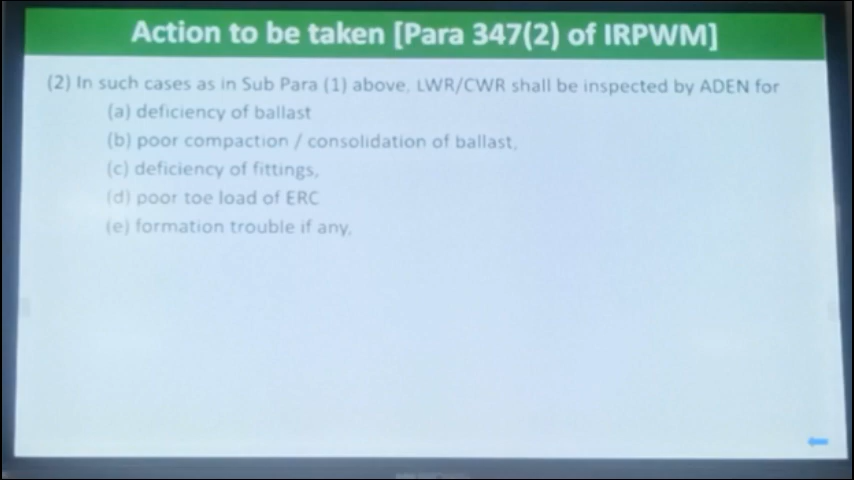 Action to be taken [Para 347(2) of IRPWM]
(2) In such cases as in Sub Para (1) above, LWR/CWR shall be inspected by ADEN for
(a) deficiency of ballast
(b) poor compaction / consolidation of ballast,
(c) deficiency of fittings,
(d) poor toe load of ERC
(e) formation trouble if any,